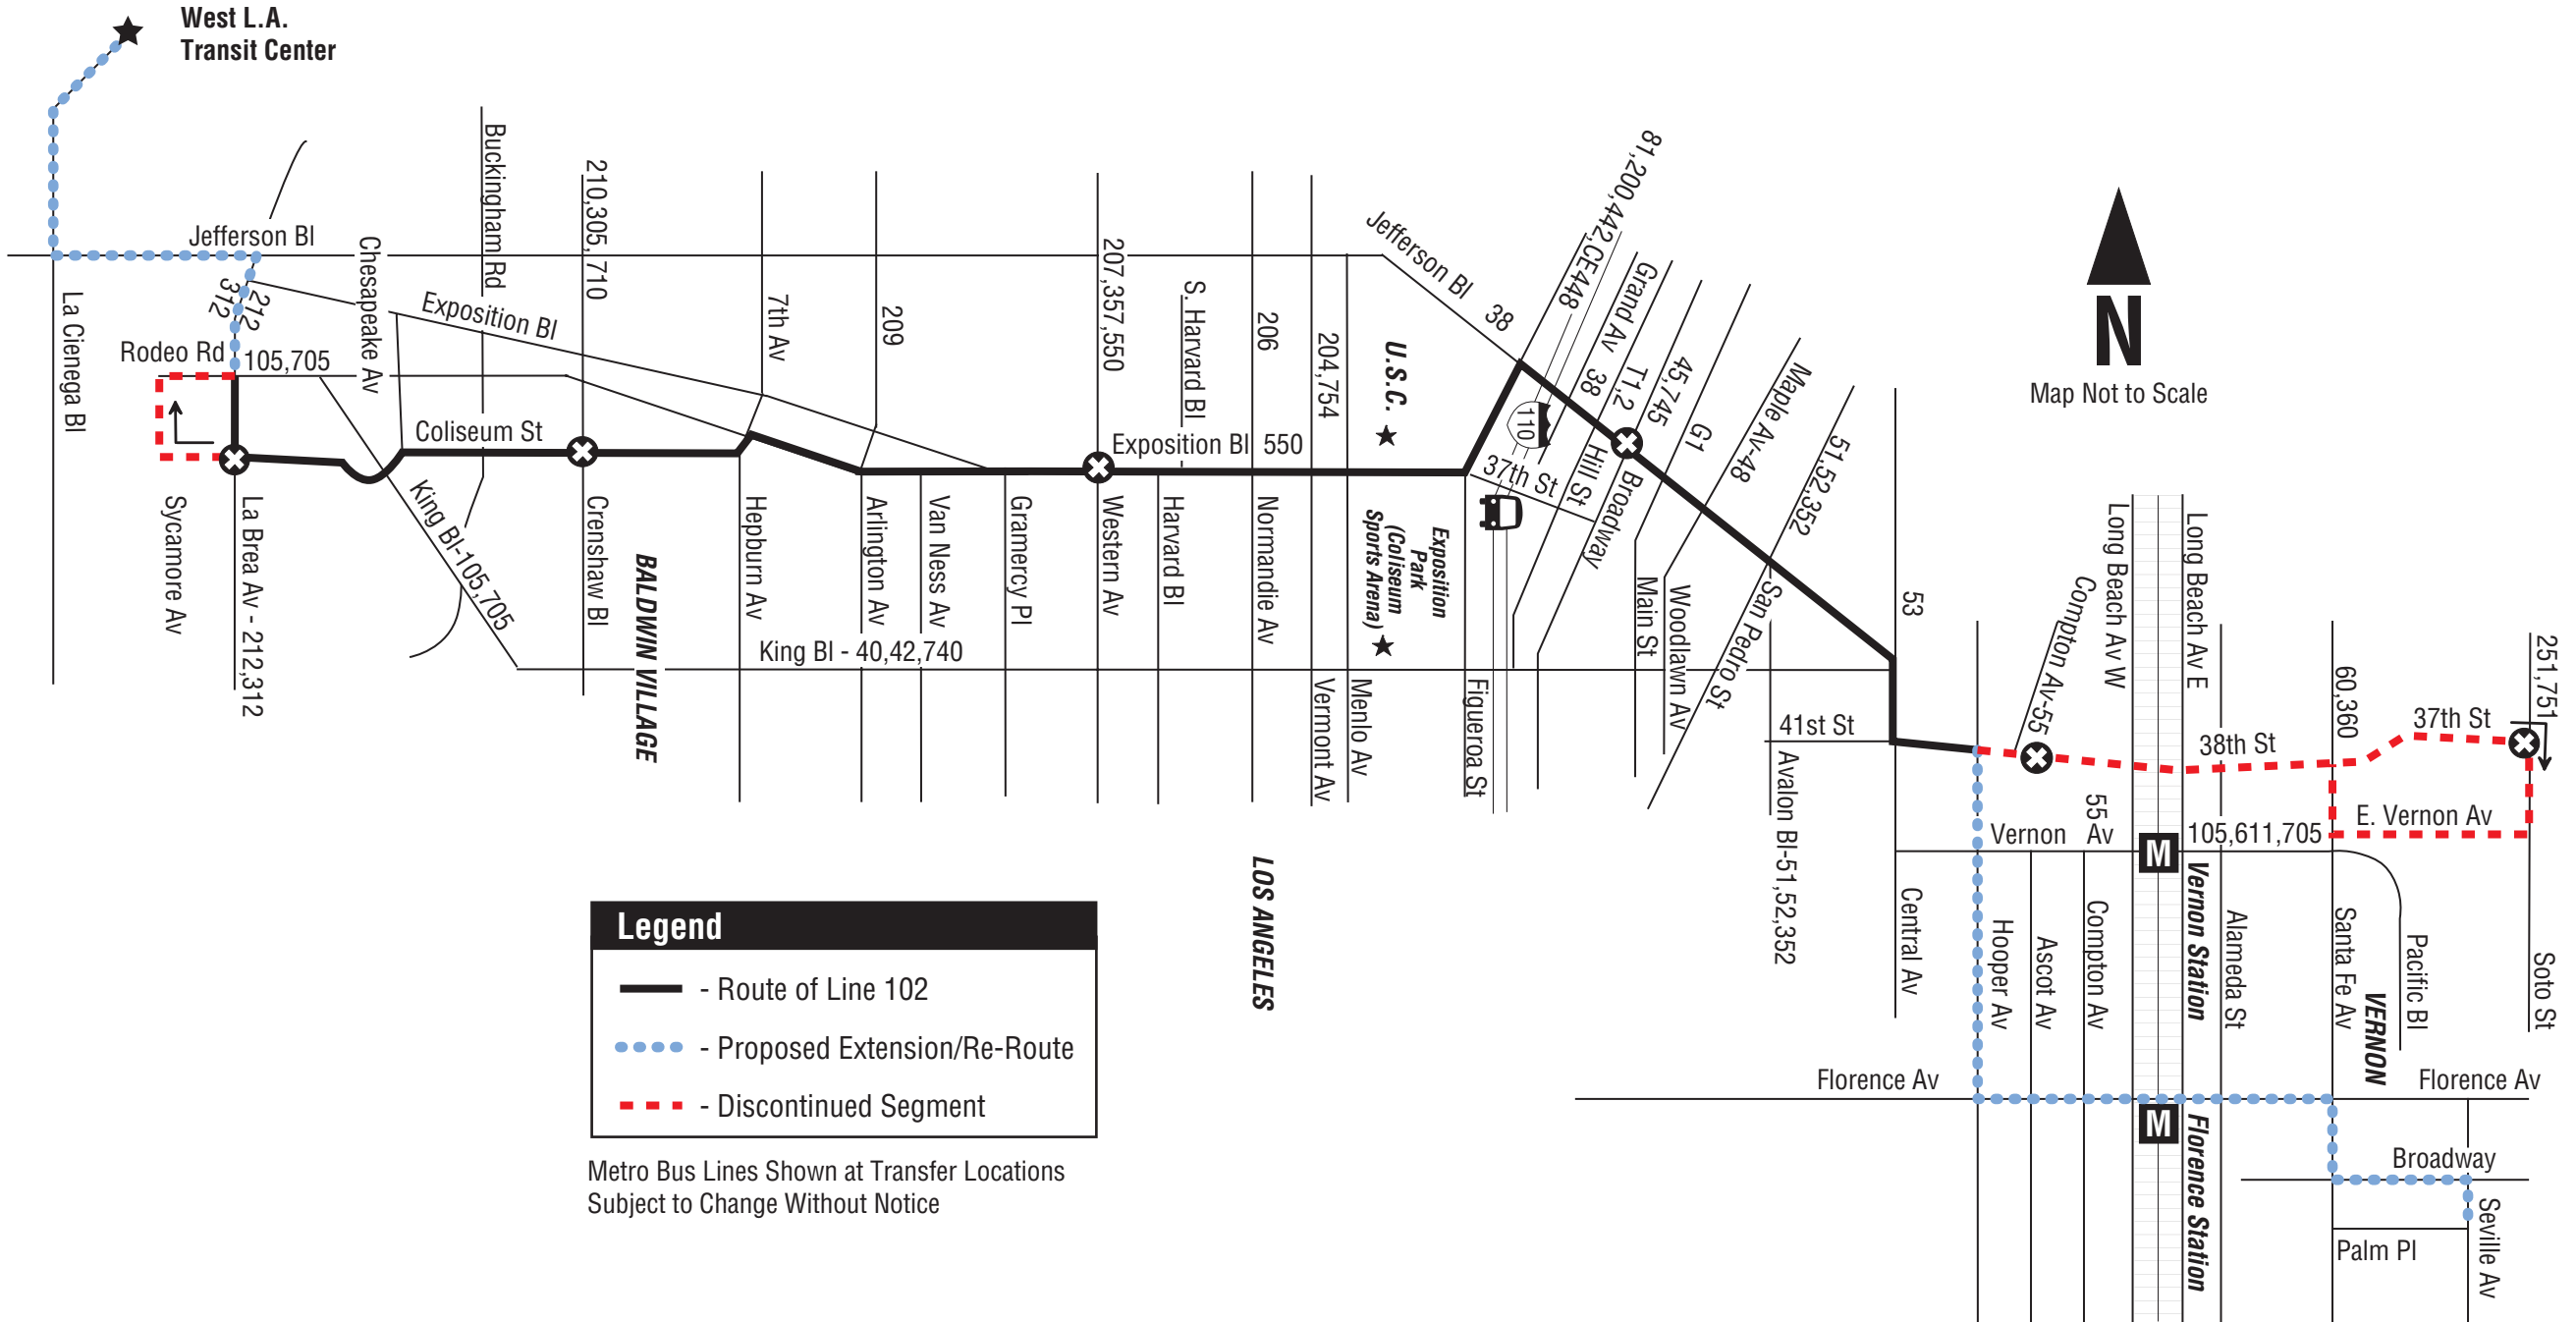 West L.A.
Transit Center
Buckingham Rd
210,305,710
Jefferson Bl
Chesapeake Av
312
212
Exposition Bl
La Cienega Bl
Rodeo Rd
105,705
7th Av
209
207,357,550
S. Harvard Bl
206
204,754
U.S.C.
Jefferson Bl
38
81,200,442,CE448
Grand Av
38
T1,2
45,745
G1
Maple Av-48
51,52,352
53
N
Map Not to Scale
Coliseum St
Exposition Bl
550
110
37th St
Hill St
Broadway
Sycamore Av
La Brea Av - 212,312
King Bl-105,705
Crenshaw Bl
BALDWIN VILLAGE
Hepburn Av
Arlington Av
Van Ness Av
Gramercy Pl
Western Av
Harvard Bl
Normandie Av
Exposition
Park
(Coliseum
Sports Arena)
King Bl - 40,42,740
Vermont Av
Menlo Av
Figueroa St
Main St
Woodlawn Av
San Pedro St
41st St
Avalon Bl-51,52,352
Compton Av-55
Long Beach Av W
Long Beach Av E
38th St
60,360
37th St
251,751
Vernon Av
55
105,611,705
E. Vernon Av
M
Vernon Station
Central Av
Hooper Av
Ascot Av
Compton Av
Alameda St
Santa Fe Av
VERNON
Pacific Bl
Soto St
LOS ANGELES
Florence Av
Florence Av
M
Florence Station
Broadway
Palm Pl
Seville Av
Legend
- Route of Line 102
- Proposed Extension/Re-Route
- Discontinued Segment
Metro Bus Lines Shown at Transfer Locations
Subject to Change Without Notice